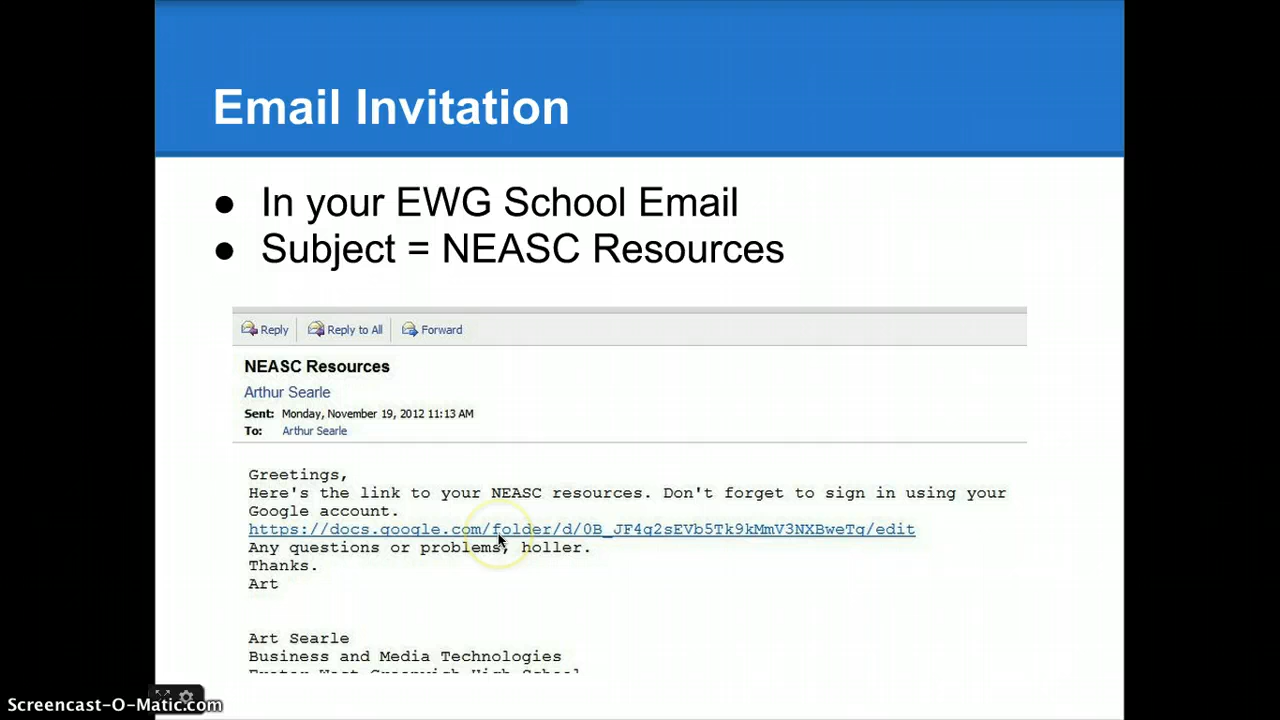 Email Invitation
● In your EWG School Email
● Subject = NEASC Resources
Reply Reply to All Forward
NEASC Resources
Arthur Searle
Sent: Monday, November 19, 2012 11:13 AM
To: Arthur Searle
Greetings,
Here's the link to your NEASC resources. Don't forget to sign in using your
Google account.
https://docs.google.com/folder/d/0B_JF4q2sEVb5Tk9kMmV3NXBweTq/edit
Any questions or problems, holler.
Thanks.
Art
Art Searle
Business and Media Technologies
Screencast-O-Matic.com